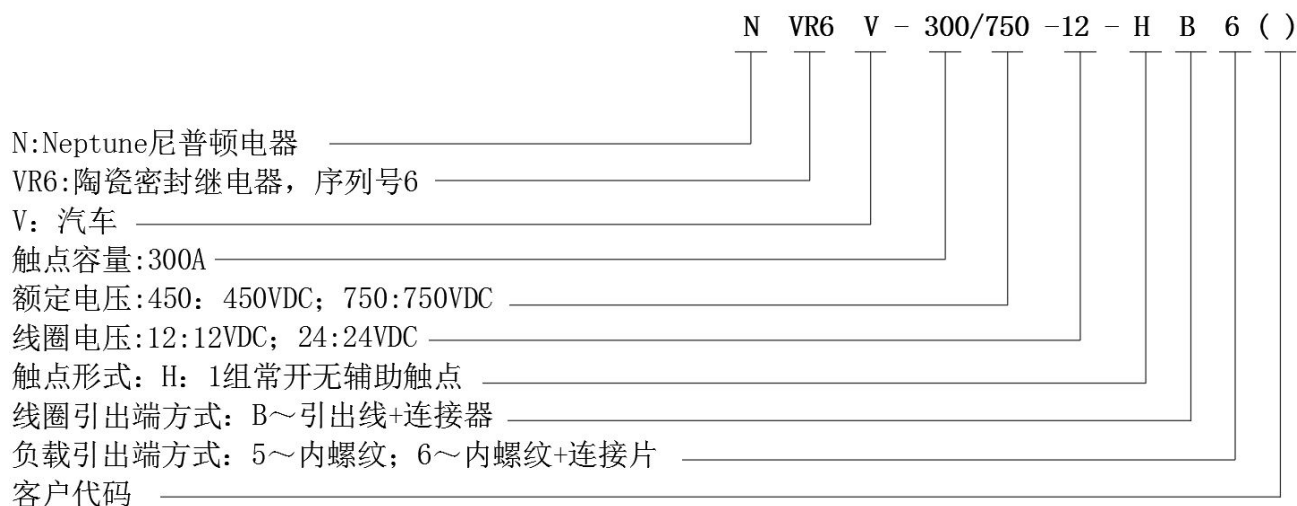 N VR6 V - 300/750 -12 - H B 6 ( )
N:Neptune尼普顿电器
VR6:陶瓷密封继电器，序列号6
V：汽车
触点容量:300A
额定电压:450：450VDC；750:750VDC
线圈电压:12:12VDC；24:24VDC
触点形式：H：1组常开无辅助触点
线圈引出端方式：B～引出线+连接器
负载引出端方式：5～内螺纹；6～内螺纹+连接片
客户代码